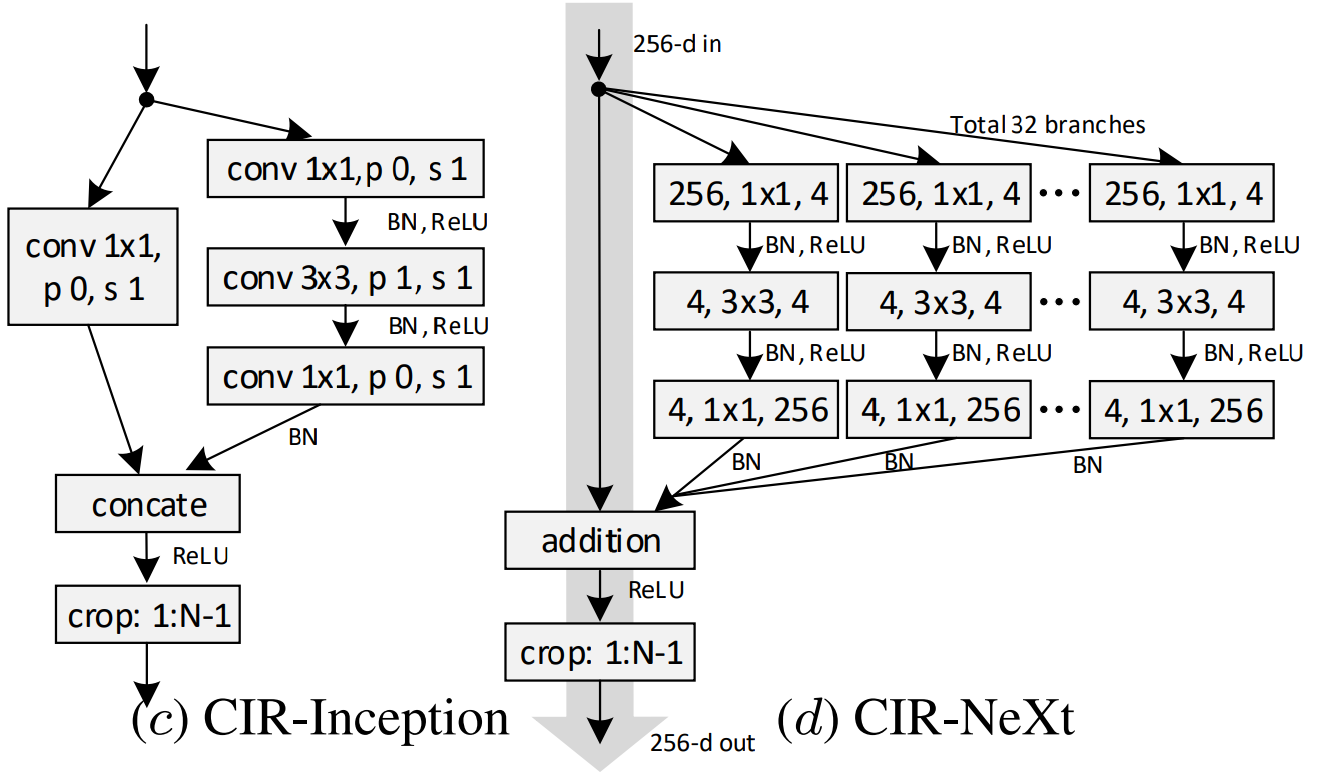 conv 1x1,p 0, s 1
BN, ReLU
conv 1x1,
p 0, s 1
conv 3x3, p 1, s 1
BN, ReLU
conv 1x1, p 0, s 1
BN
concate
ReLU
crop: 1:N-1
(c) CIR-Inception
256-d in
Total 32 branches
256, 1x1, 4
256, 1x1, 4
•••
256, 1x1, 4
BN, ReLU
BN, ReLU
BN, ReLU
4, 3x3, 4
4, 3x3, 4
•••
4, 3x3, 4
BN, ReLU
BN, ReLU
BN, ReLU
4, 1x1, 256
4, 1x1, 256
•••
4, 1x1, 256
BN
BN
BN
addition
ReLU
crop: 1:N-1
256-d out
(d) CIR-NeXt